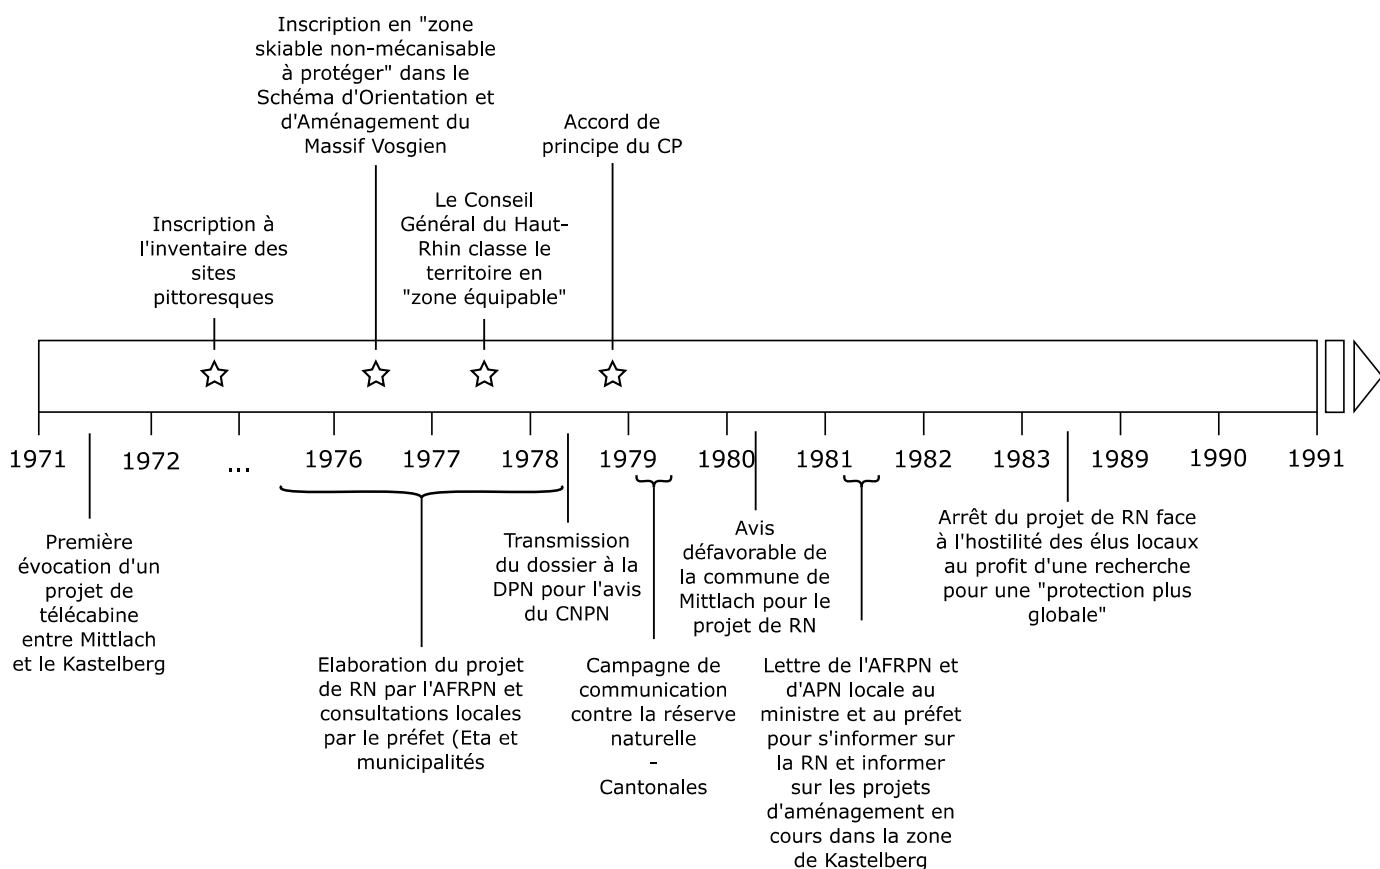 Inscription en "zone
skiable non-mécanisable
à protéger" dans le
Schéma d'Orientation et
d'Aménagement du
Massif Vosgien
Accord de
principe du CP
Inscription à
l'inventaire des
sites
pittoresques
Le Conseil
Général du Haut-
Rhin classe le
territoire en
"zone équipable"
1971 1972 ... 1976 1977 1978 1979 1980 1981 1982 1983 1989 1990 1991
Première
évocation d'un
projet de
télécabine
entre Mittlach
et le Kastelberg
Elaboration du projet
de RN par l'AFRPN et
consultations locales
par le préfet (Eta et
municipalités
Transmission
du dossier à la
DPN pour l'avis
du CNPN
Campagne de
communication
contre la réserve
naturelle
-
Cantonales
Avis
défavorable de
la commune de
Mittlach pour le
projet de RN
Lettre de l'AFRPN et
d'APN locale au
ministre et au préfet
pour s'informer sur
la RN et informer
sur les projets
d'aménagement en
cours dans la zone
de Kastelberg
Arrêt du projet de RN face
à l'hostilité des élus locaux
au profit d'une recherche
pour une "protection plus
globale"